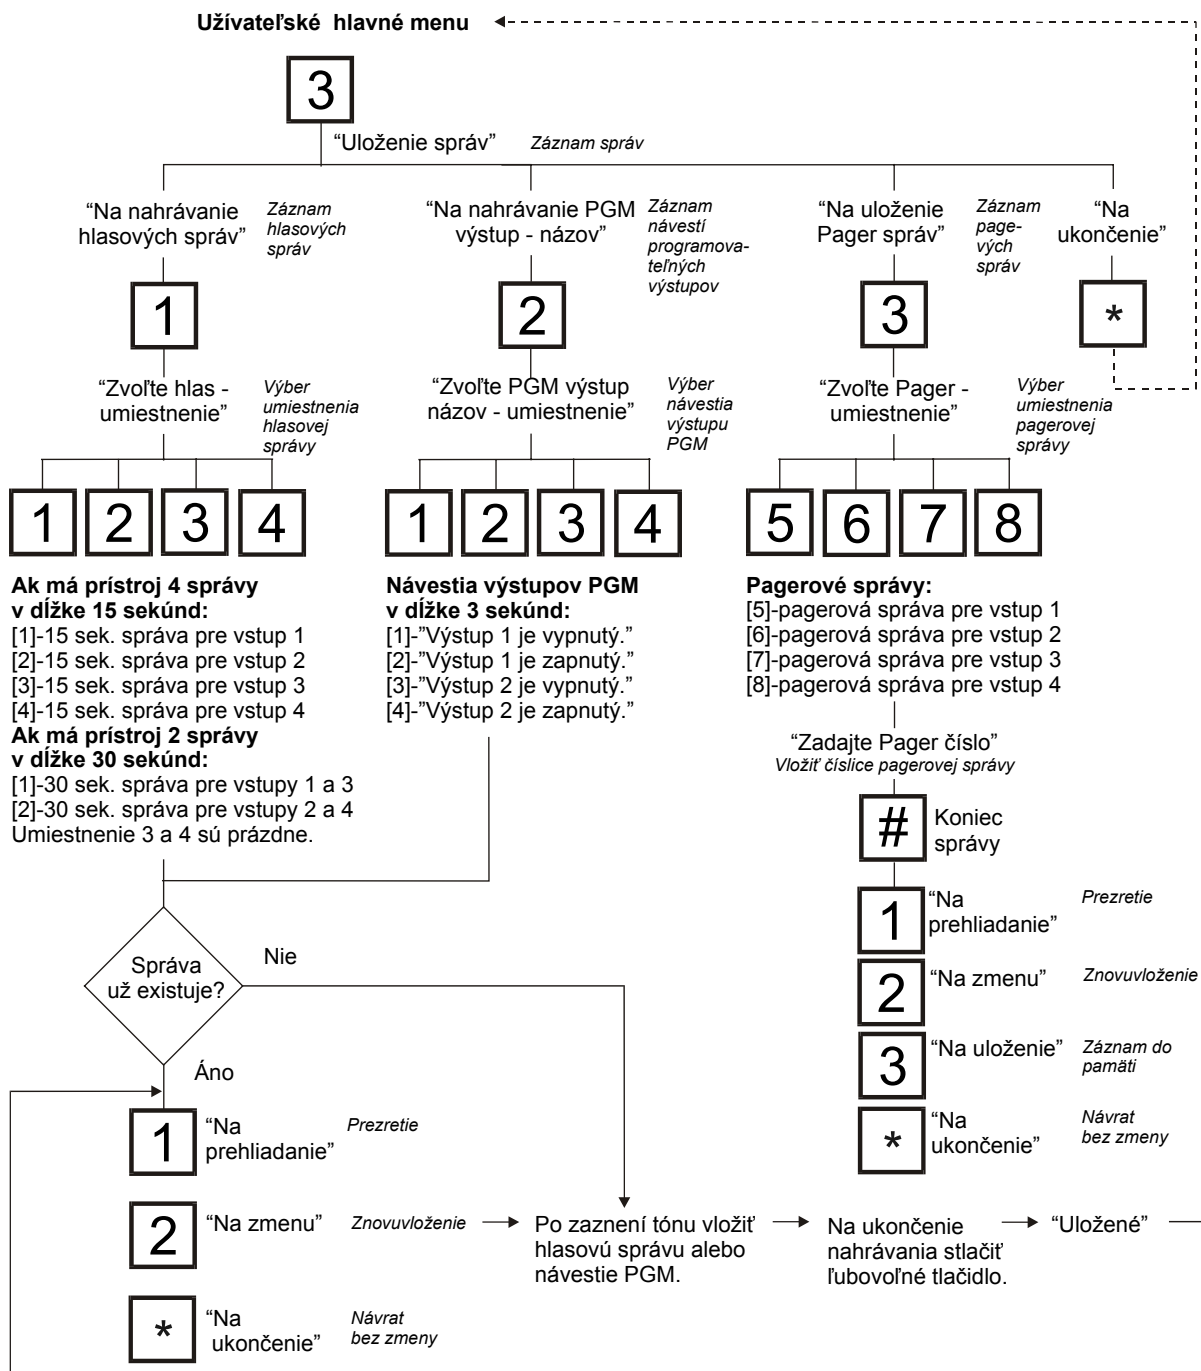 Užívateľské hlavné menu
3
“Uloženie správ” Záznam správ
“Na nahrávanie
hlasových správ”
Záznam
hlasových
správ
“Na nahrávanie PGM
výstup - názov”
Záznam
návestí
programova-
teľných
výstupov
“Na uloženie
Pager správ”
Záznam
page-
vých
správ
“Na
ukončenie”
1
2
3
*
“Zvoľte hlas -
umiestnenie”
Výber
umiestnenia
hlasovej
správy
“Zvoľte PGM výstup
názov - umiestnenie”
Výber
návestia
výstupu
PGM
“Zvoľte Pager -
umiestnenie”
Výber
umiestnenia
pagerovej
správy
1 2 3 4
1 2 3 4
5 6 7 8
Ak má prístroj 4 správy
v dĺžke 15 sekúnd:
[1]-15 sek. správa pre vstup 1
[2]-15 sek. správa pre vstup 2
[3]-15 sek. správa pre vstup 3
[4]-15 sek. správa pre vstup 4
Ak má prístroj 2 správy
v dĺžke 30 sekúnd:
[1]-30 sek. správa pre vstupy 1 a 3
[2]-30 sek. správa pre vstupy 2 a 4
Umiestnenie 3 a 4 sú prázdne.
Návestia výstupov PGM
v dĺžke 3 sekúnd:
[1]-”Výstup 1 je vypnutý.”
[2]-”Výstup 1 je zapnutý.”
[3]-”Výstup 2 je vypnutý.”
[4]-”Výstup 2 je zapnutý.”
Pagerové správy:
[5]-pagerová správa pre vstup 1
[6]-pagerová správa pre vstup 2
[7]-pagerová správa pre vstup 3
[8]-pagerová správa pre vstup 4
“Zadajte Pager číslo”
Vložiť číslice pagerovej správy
#
Koniec
správy
1
“Na
prehliadanie”
Prezretie
2
“Na zmenu”
Znovuvloženie
3
“Na uloženie”
Záznam do
pamäti
*
“Na
ukončenie”
Návrat
bez zmeny
Správa
už existuje?
Nie
Áno
1
“Na
prehliadanie”
Prezretie
2
“Na zmenu”
Znovuvloženie
Po zaznení tónu vložiť
hlasovú správu alebo
návestie PGM.
Na ukončenie
nahrávania stlačiť
ľubovoľné tlačidlo.
“Uložené”
*
“Na
ukončenie”
Návrat
bez zmeny